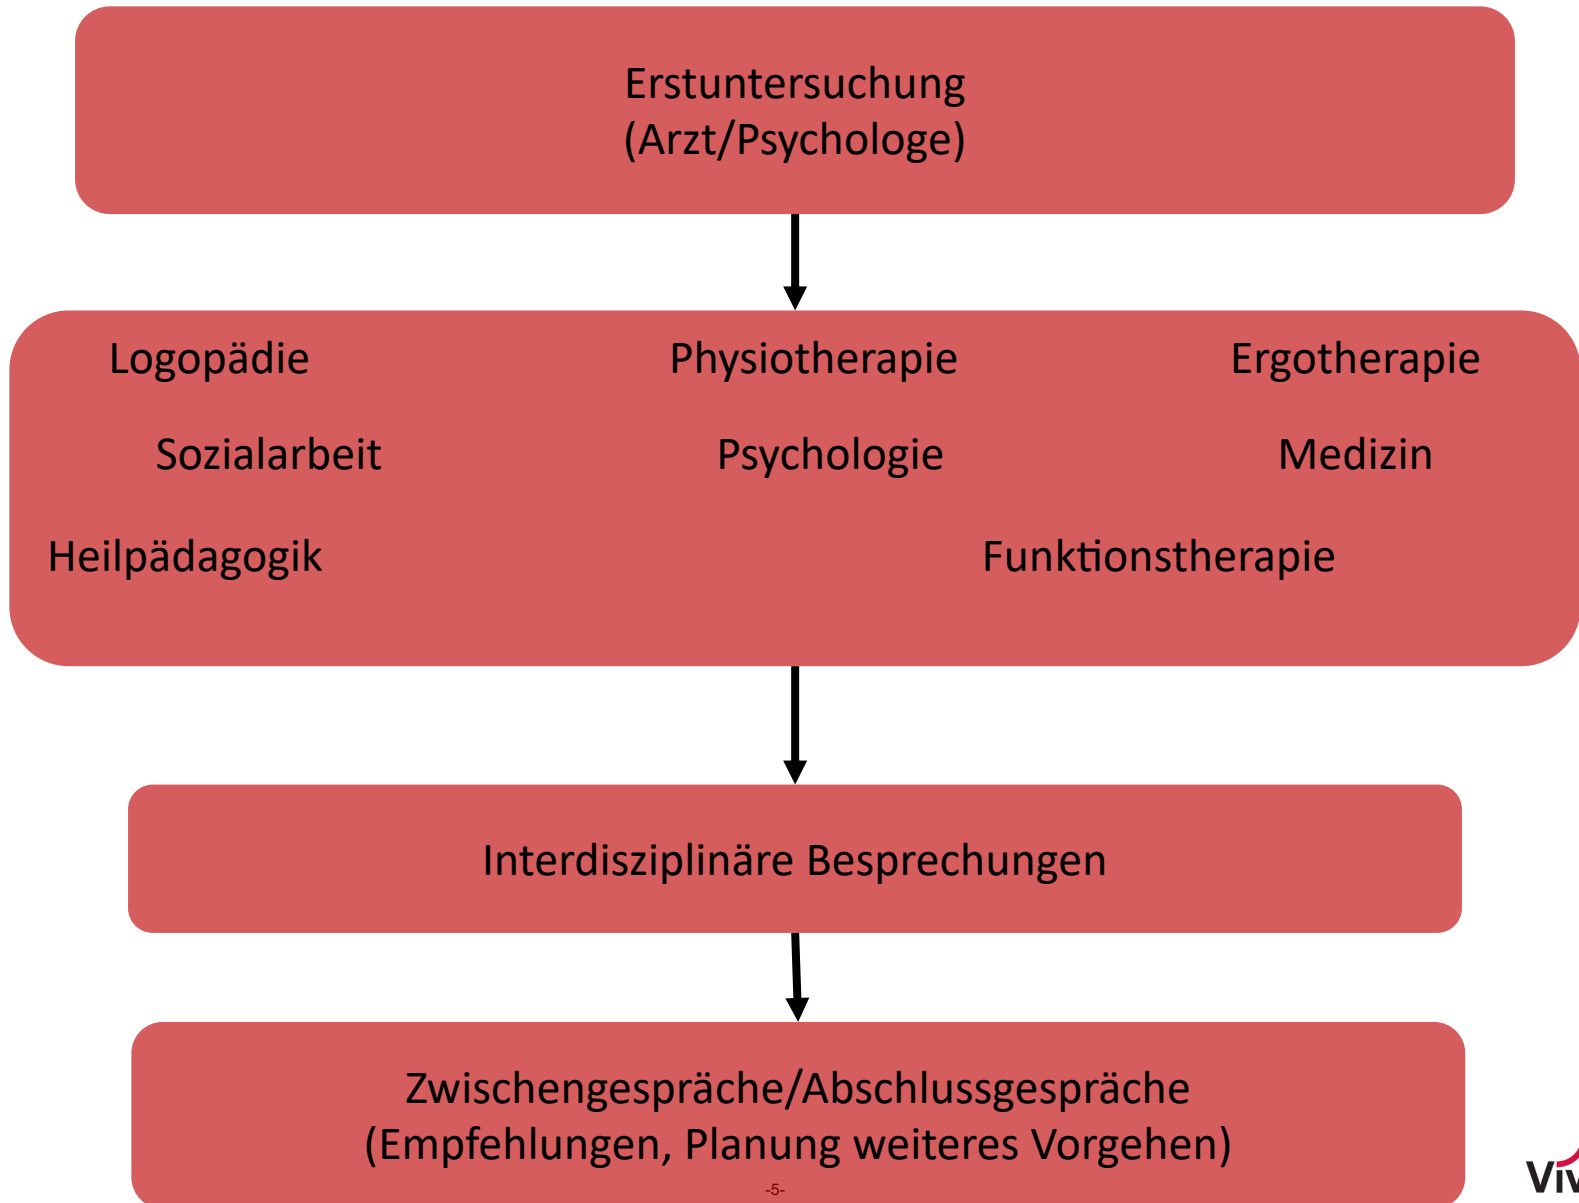 Erstuntersuchung
(Arzt/Psychologe)
Logopädie Physiotherapie Ergotherapie
Sozialarbeit Psychologie Medizin
Heilpädagogik Funktionstherapie
Interdisziplinäre Besprechungen
Zwischengespräche/Abschlussgespräche
(Empfehlungen, Planung weiteres Vorgehen)
-5-